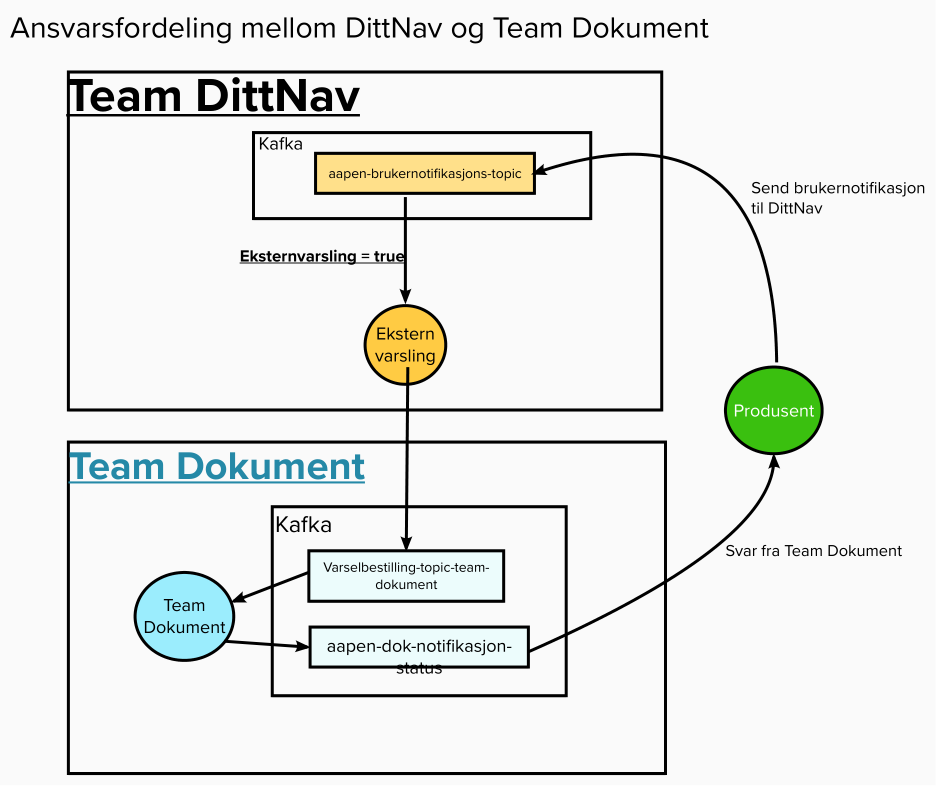 Ansvarsfordeling mellom DittNav og Team Dokument
Team DittNav
Kafka
aapen-brukernotifikasjons-topic
Send brukernotifikasjon
til DittNav
Eksternvarsling = true
Ekstern
varsling
Produsent
Team Dokument
Kafka
Svar fra Team Dokument
Varselbestilling-topic-team-
dokument
Team
Dokument
aapen-dok-notifikasjon-
status